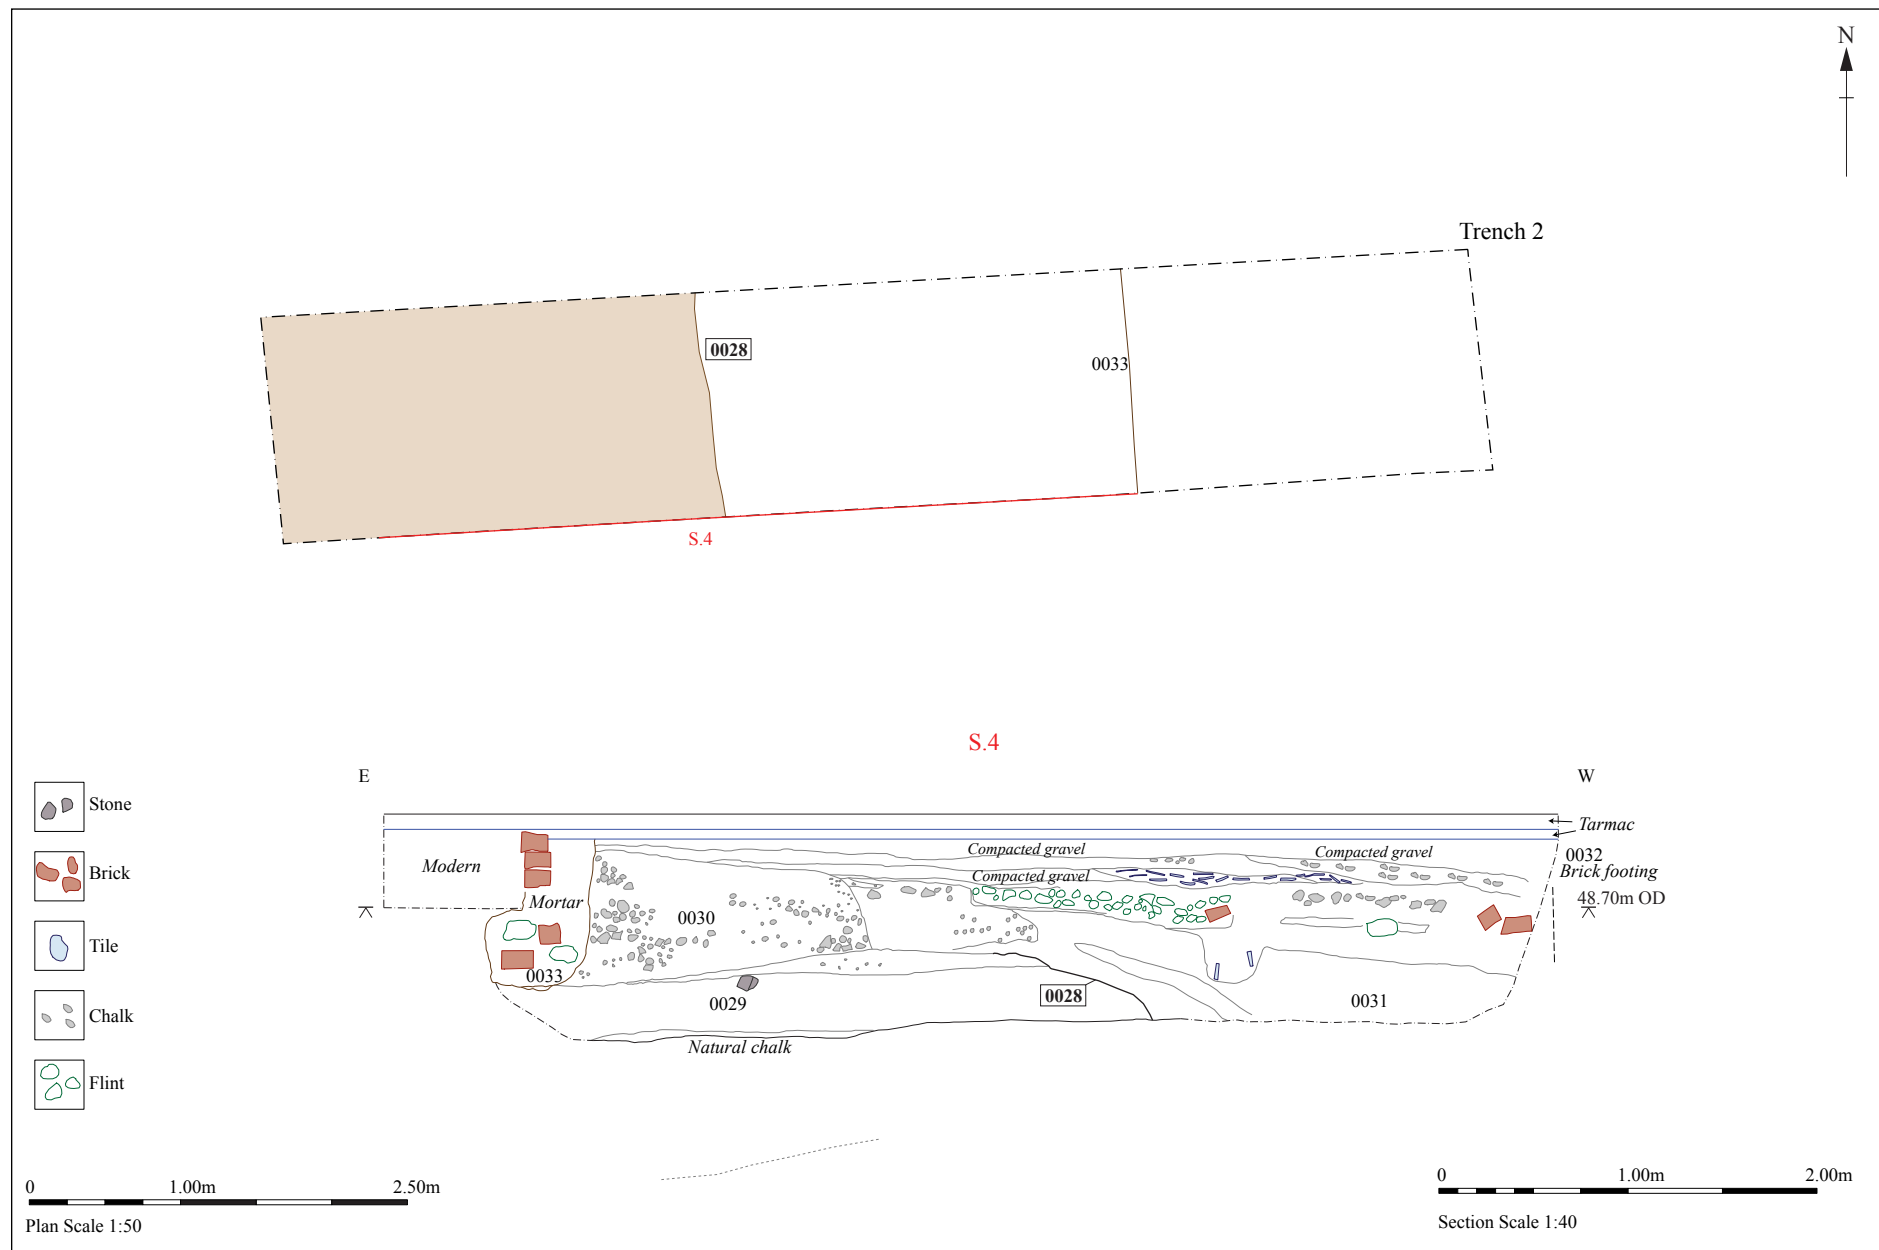 N
Trench 2
0028
0033
S.4
S.4
E
W
Stone
Brick
Tile
Chalk
Flint
Tarmac
Modern
Compacted gravel
Compacted gravel
Compacted gravel
0032
Brick footing
48.70m OD
Mortar
0030
0033
0029
0028
0031
Natural chalk
0 1.00m 2.50m
Plan Scale 1:50
0 1.00m 2.00m
Section Scale 1:40